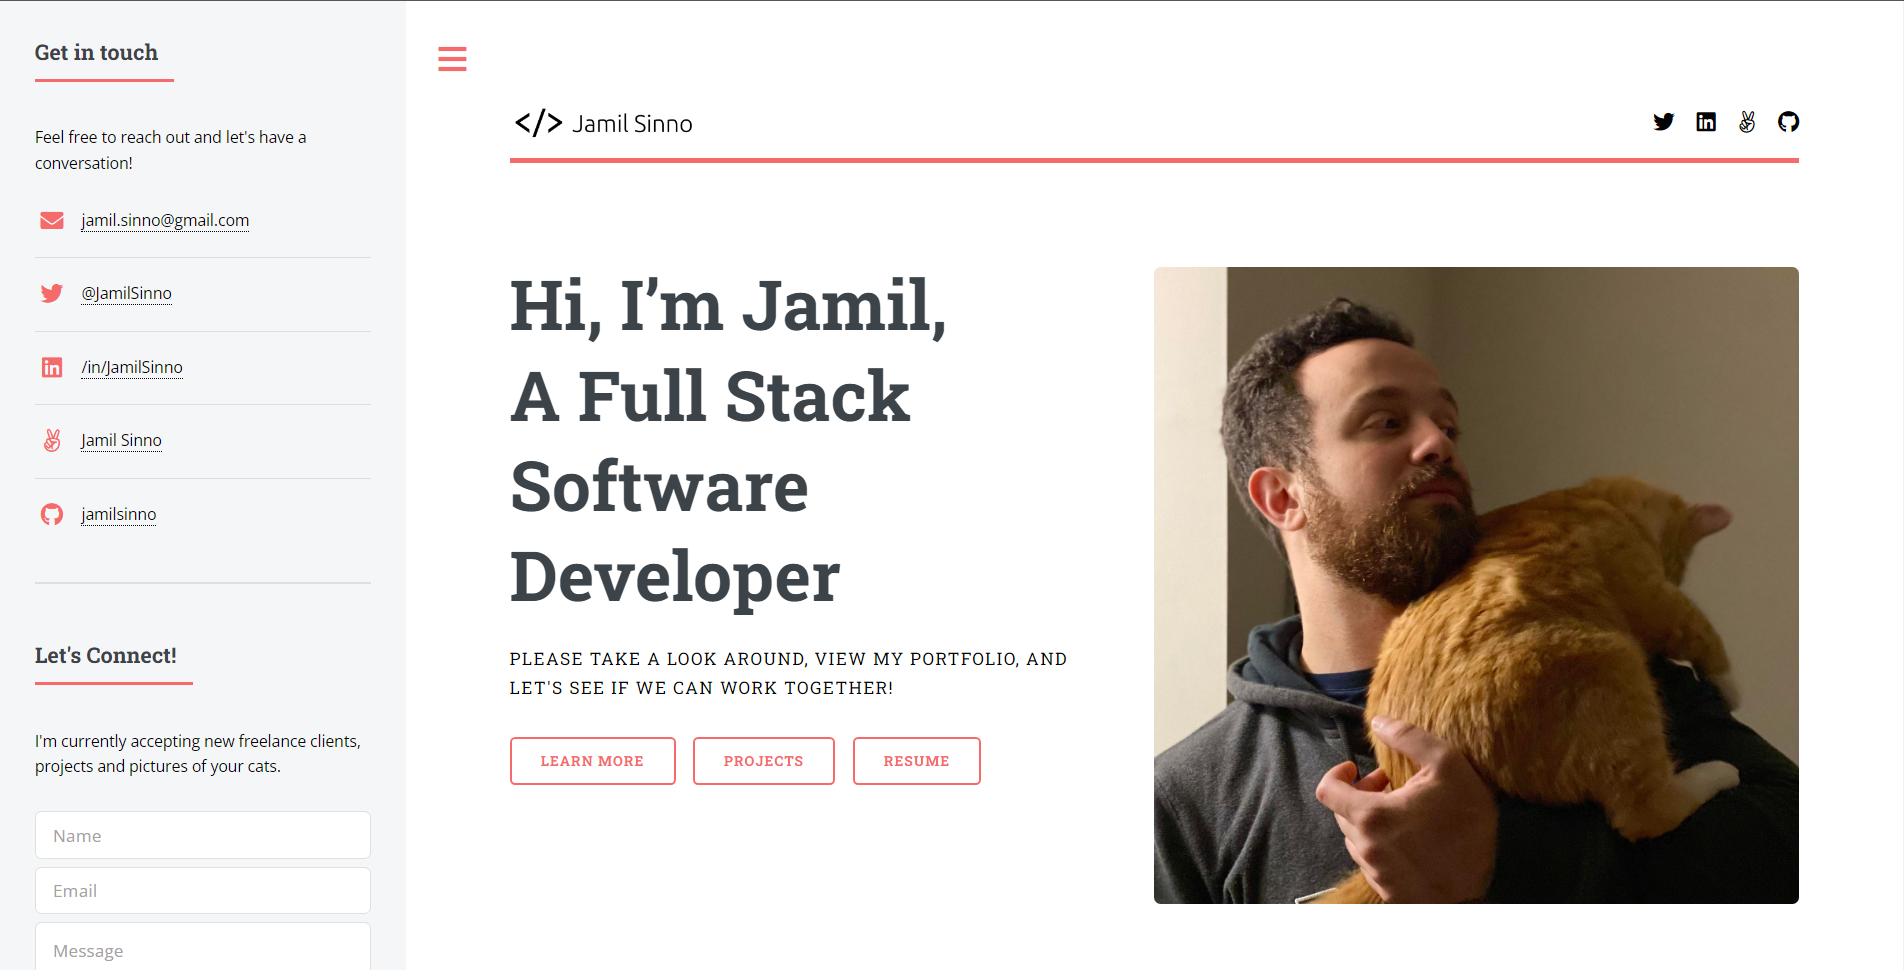 Get in touch
Feel free to reach out and let's have a
conversation!
jamil.sinno@gmail.com
@JamilSinno
/in/JamilSinno
Jamil Sinno
jamilsinno
Let's Connect!
I'm currently accepting new freelance clients,
projects and pictures of your cats.
Name
Email
Message
</> Jamil Sinno
Hi, I’m Jamil,
A Full Stack
Software
Developer
PLEASE TAKE A LOOK AROUND, VIEW MY PORTFOLIO, AND
LET'S SEE IF WE CAN WORK TOGETHER!
LEARN MORE
PROJECTS
RESUME